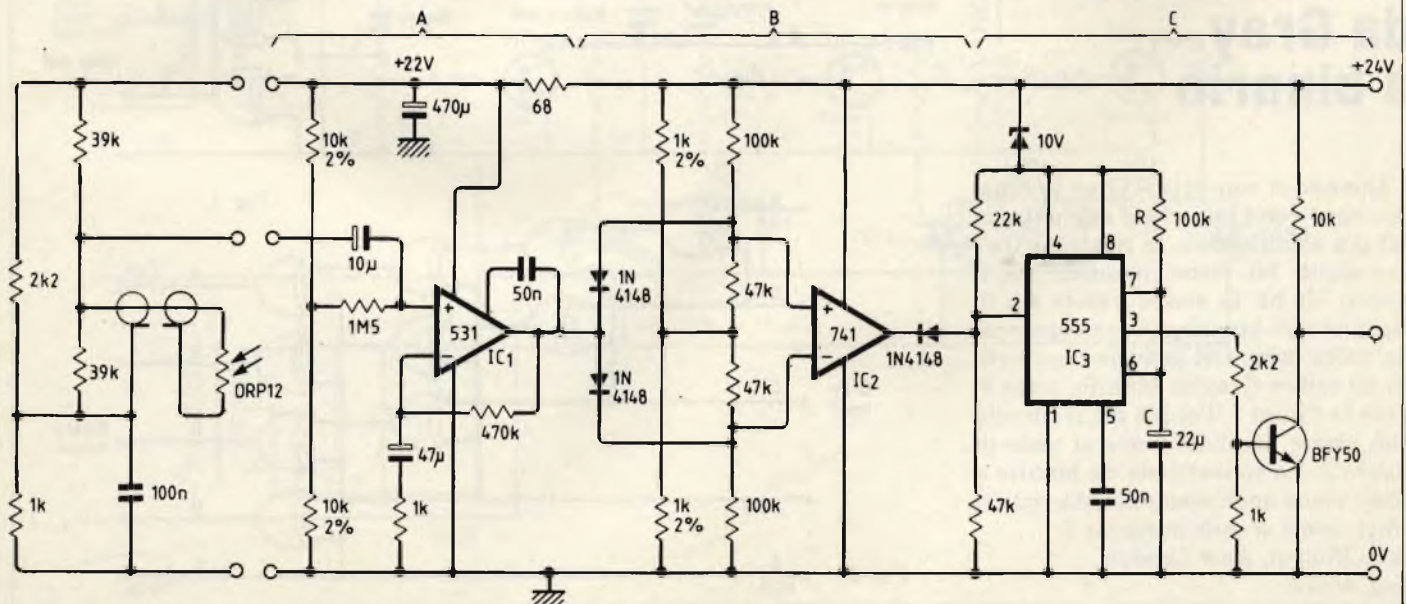 da Gray
A B C
+22V
+24V
470µ
68
39k
10k
2%
1k
2%
100k
10V
22k
R 100k
10k
4 8
10µ
2k2
1M5
50n
1N
4148
47k
7
2 555 3
IC3
6
531
IC1
741
IC2
1N4148
39k
ORP12
470k
1N
4148
47k
2k2
1 5
C
22µ
BFY50
47µ
100n
1k
10k
2%
1k
1k
2%
100k
47k
50n
1k
0V